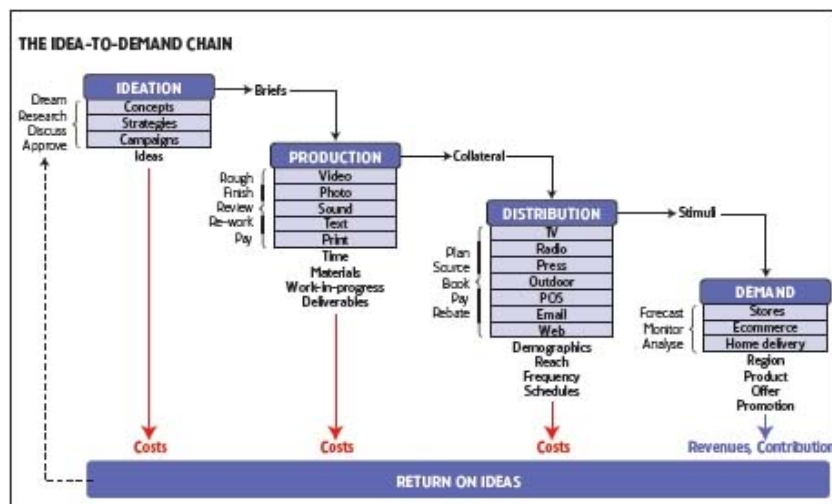 THE IDEA-TO-DEMAND CHAIN
IDEATION
Briefs
Dream
Research
Discuss
Approve
Concepts
Strategies
Campaigns
Ideas
PRODUCTION
Collateral
Rough
Finish
Review
Re-work
Pay
Video
Photo
Sound
Text
Print
Time
Materials
Work-in-progress
Deliverables
DISTRIBUTION
Stimuli
Plan
Source
Book
Pay
Rebate
TV
Radio
Press
Outdoor
POS
Email
Web
Demographics
Reach
Frequency
Schedules
DEMAND
Forecast
Monitor
Analyse
Stores
Ecommerce
Home delivery
Region
Product
Offer
Promotion
Costs
Costs
Costs
Revenues, Contribution
RETURN ON IDEAS